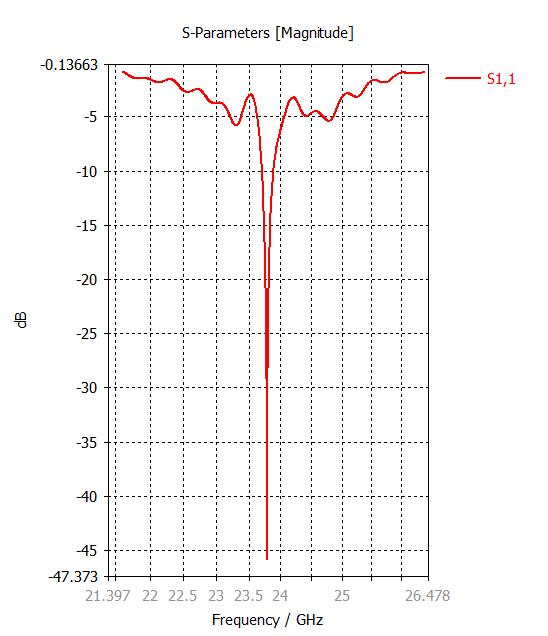 S-Parameters [Magnitude]
-0.13663
S1,1
-5
-10
-15
-20
dB
-25
-30
-35
-40
-45
-47.373
21.397 22 22.5 23 23.5 24 25 26.478
Frequency / GHz